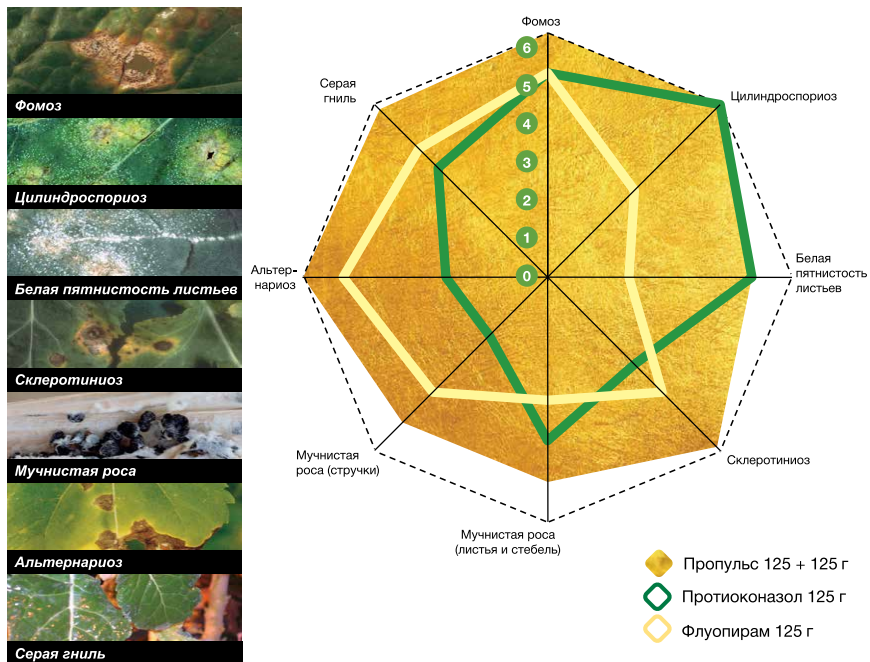 Фомоз
Цилиндроспориоз
Белая пятнистость листьев
Склеротиниоз
Мучнистая роса
Альтернариоз
Серая гниль
Фомоз
6
5
4
3
2
1
0
Серая
гниль
Цилиндроспориоз
Альтер-
нариоз
Белая
пятнистость
листьев
Мучнистая
роса (стручки)
Склеротиниоз
Мучнистая роса
(листья и стебель)
Пропульс 125 + 125 г
Протиоконазол 125 г
Флуопирам 125 г